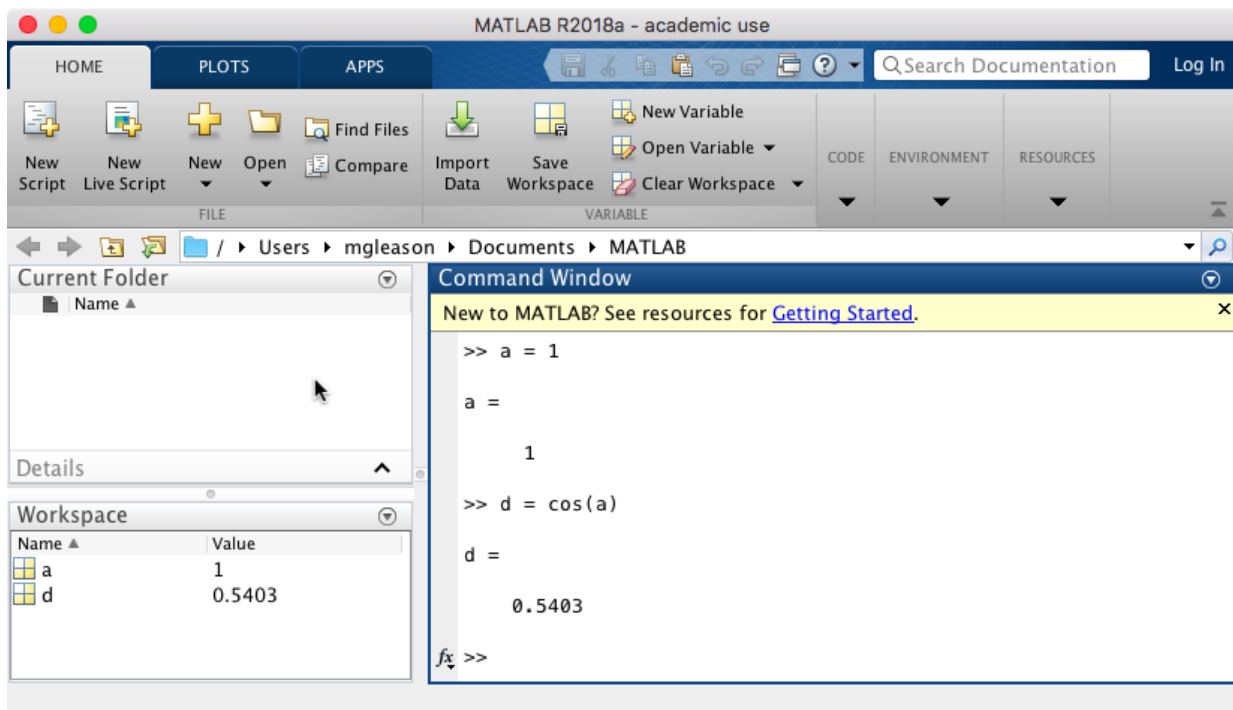 MATLAB R2018a - academic use
HOME PLOTS APPS Search Documentation Log In
New Script
New Live Script
New
Open
Find Files
Compare
FILE
Import Data
Save Workspace
New Variable
Open Variable
Clear Workspace
VARIABLE
CODE
ENVIRONMENT
RESOURCES
/ Users mgleason Documents MATLAB
Current Folder
Name
Details
Workspace
Name Value
a 1
d 0.5403
Command Window
New to MATLAB? See resources for Getting Started.
>> a = 1
a =
1
>> d = cos(a)
d =
0.5403
fx >>